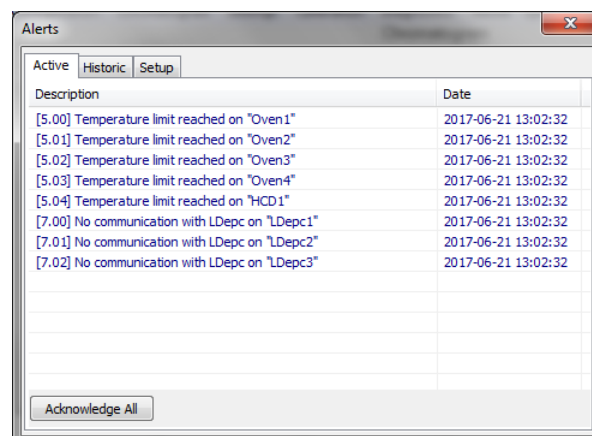 Alerts
Active Historic Setup
Description Date
[5.00] Temperature limit reached on "Oven1" 2017-06-21 13:02:32
[5.01] Temperature limit reached on "Oven2" 2017-06-21 13:02:32
[5.02] Temperature limit reached on "Oven3" 2017-06-21 13:02:32
[5.03] Temperature limit reached on "Oven4" 2017-06-21 13:02:32
[5.04] Temperature limit reached on "HCD1" 2017-06-21 13:02:32
[7.00] No communication with LDepc on "LDepc1" 2017-06-21 13:02:32
[7.01] No communication with LDepc on "LDepc2" 2017-06-21 13:02:32
[7.02] No communication with LDepc on "LDepc3" 2017-06-21 13:02:32
Acknowledge All